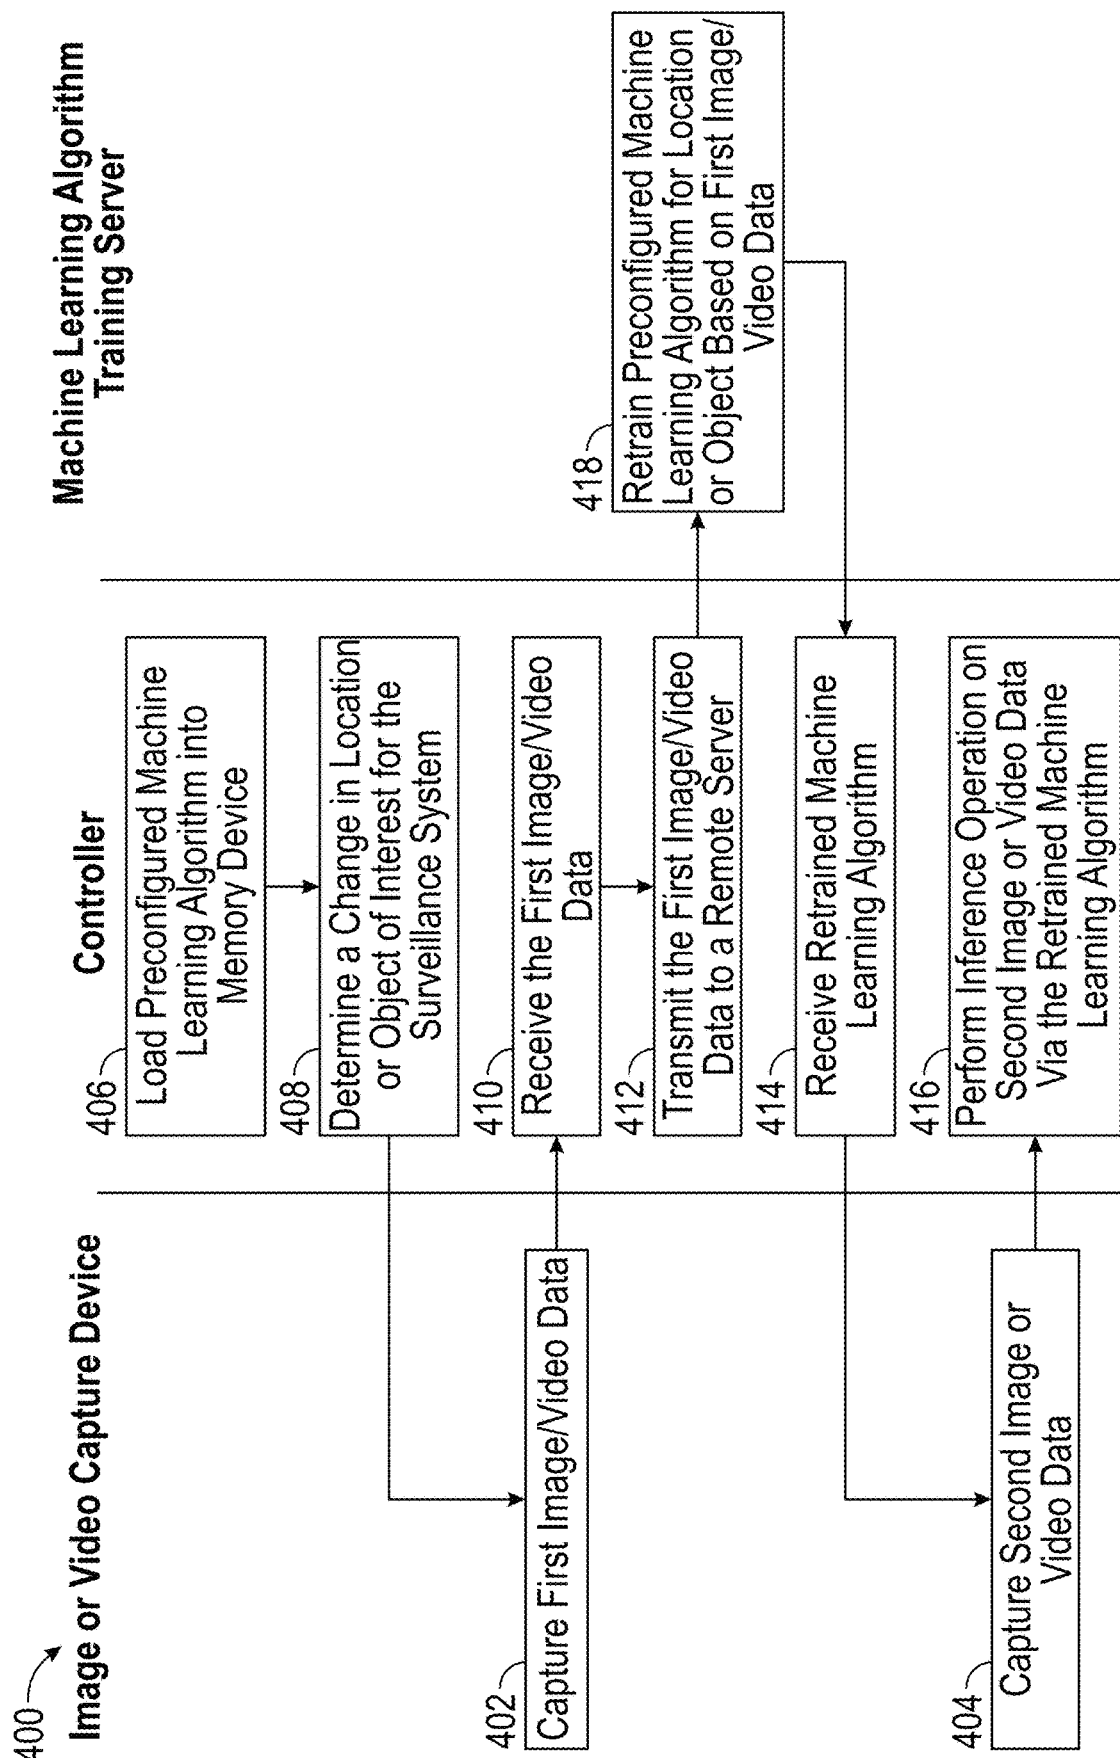 400
Image or Video Capture Device
Controller
Machine Learning Algorithm
Training Server
406
Load Preconfigured Machine
Learning Algorithm into
Memory Device
408
Determine a Change in Location
or Object of Interest for the
Surveillance System
402
Capture First Image/Video Data
410
Receive the First Image/Video
Data
412
Transmit the First Image/Video
Data to a Remote Server
418
Retrain Preconfigured Machine
Learning Algorithm for Location
or Object Based on First Image/
Video Data
414
Receive Retrained Machine
Learning Algorithm
404
Capture Second Image or
Video Data
416
Perform Inference Operation on
Second Image or Video Data
Via the Retrained Machine
Learning Algorithm